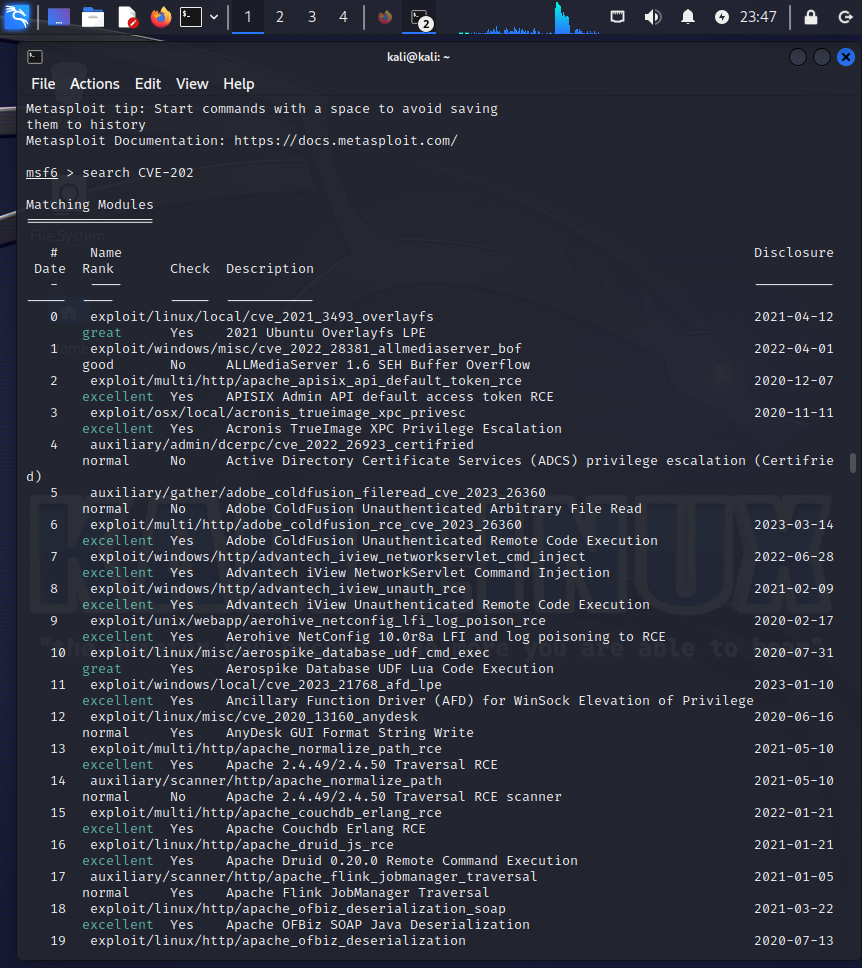 1 2 3 4 2 23:47
kali@kali: ~
File Actions Edit View Help
Metasploit tip: Start commands with a space to avoid saving
them to history
Metasploit Documentation: https://docs.metasploit.com/
msf6 > search CVE-202
Matching Modules
================
File System
# Name Disclosure
Date Rank Check Description
- ---- ----------
----- ---- ----- -----------
0 exploit/linux/local/cve_2021_3493_overlayfs 2021-04-12
great Yes 2021 Ubuntu Overlayfs LPE
1 exploit/windows/misc/cve_2022_28381_allmediaserver_bof 2022-04-01
good No ALLMediaServer 1.6 SEH Buffer Overflow
2 exploit/multi/http/apache_apisix_api_default_token_rce 2020-12-07
excellent Yes APISIX Admin API default access token RCE
3 exploit/osx/local/acronis_trueimage_xpc_privesc 2020-11-11
excellent Yes Acronis TrueImage XPC Privilege Escalation
4 auxiliary/admin/dcerpc/cve_2022_26923_certifried
normal No Active Directory Certificate Services (ADCS) privilege escalation (Certifrie
d)
5 auxiliary/gather/adobe_coldfusion_fileread_cve_2023_26360
normal No Adobe ColdFusion Unauthenticated Arbitrary File Read
6 exploit/multi/http/adobe_coldfusion_rce_cve_2023_26360 2023-03-14
excellent Yes Adobe ColdFusion Unauthenticated Remote Code Execution
7 exploit/windows/http/advantech_iview_networkservlet_cmd_inject 2022-06-28
excellent Yes Advantech iView NetworkServlet Command Injection
8 exploit/windows/http/advantech_iview_unauth_rce 2021-02-09
excellent Yes Advantech iView Unauthenticated Remote Code Execution
9 exploit/unix/webapp/aerohive_netconfig_lfi_log_poison_rce 2020-02-17
excellent Yes Aerohive NetConfig 10.0r8a LFI and log poisoning to RCE
10 exploit/linux/misc/aerospike_database_udf_cmd_exec 2020-07-31
great Yes Aerospike Database UDF Lua Code Execution
11 exploit/windows/local/cve_2023_21768_afd_lpe 2023-01-10
excellent Yes Ancillary Function Driver (AFD) for WinSock Elevation of Privilege
12 exploit/linux/misc/cve_2020_13160_anydesk 2020-06-16
normal Yes AnyDesk GUI Format String Write
13 exploit/multi/http/apache_normalize_path_rce 2021-05-10
excellent Yes Apache 2.4.49/2.4.50 Traversal RCE
14 auxiliary/scanner/http/apache_normalize_path 2021-05-10
normal No Apache 2.4.49/2.4.50 Traversal RCE scanner
15 exploit/multi/http/apache_couchdb_erlang_rce 2022-01-21
excellent Yes Apache Couchdb Erlang RCE
16 exploit/linux/http/apache_druid_js_rce 2021-01-21
excellent Yes Apache Druid 0.20.0 Remote Command Execution
17 auxiliary/scanner/http/apache_flink_jobmanager_traversal 2021-01-05
normal Yes Apache Flink JobManager Traversal
18 exploit/linux/http/apache_ofbiz_deserialization_soap 2021-03-22
excellent Yes Apache OFBiz SOAP Java Deserialization
19 exploit/linux/http/apache_ofbiz_deserialization 2020-07-13